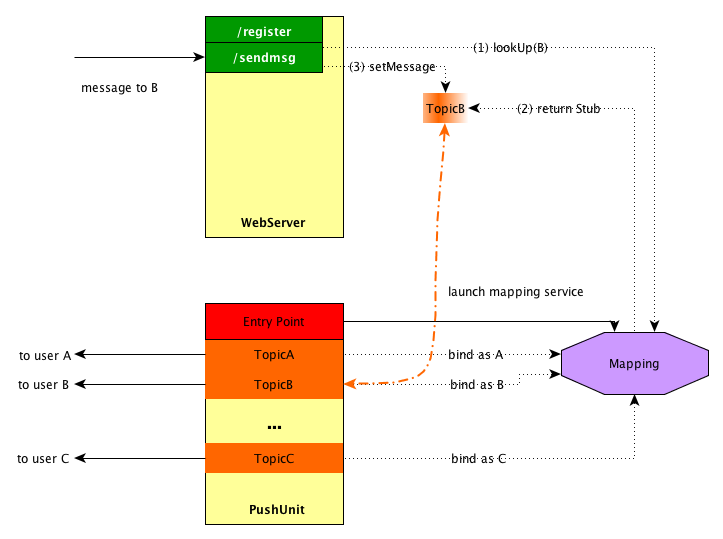 /register
(1) lookUp(B)
/sendmsg
(3) setMessage
message to B
TopicB
(2) return Stub
WebServer
launch mapping service
Entry Point
to user A
TopicA
bind as A
Mapping
to user B
TopicB
bind as B
...
to user C
TopicC
bind as C
PushUnit